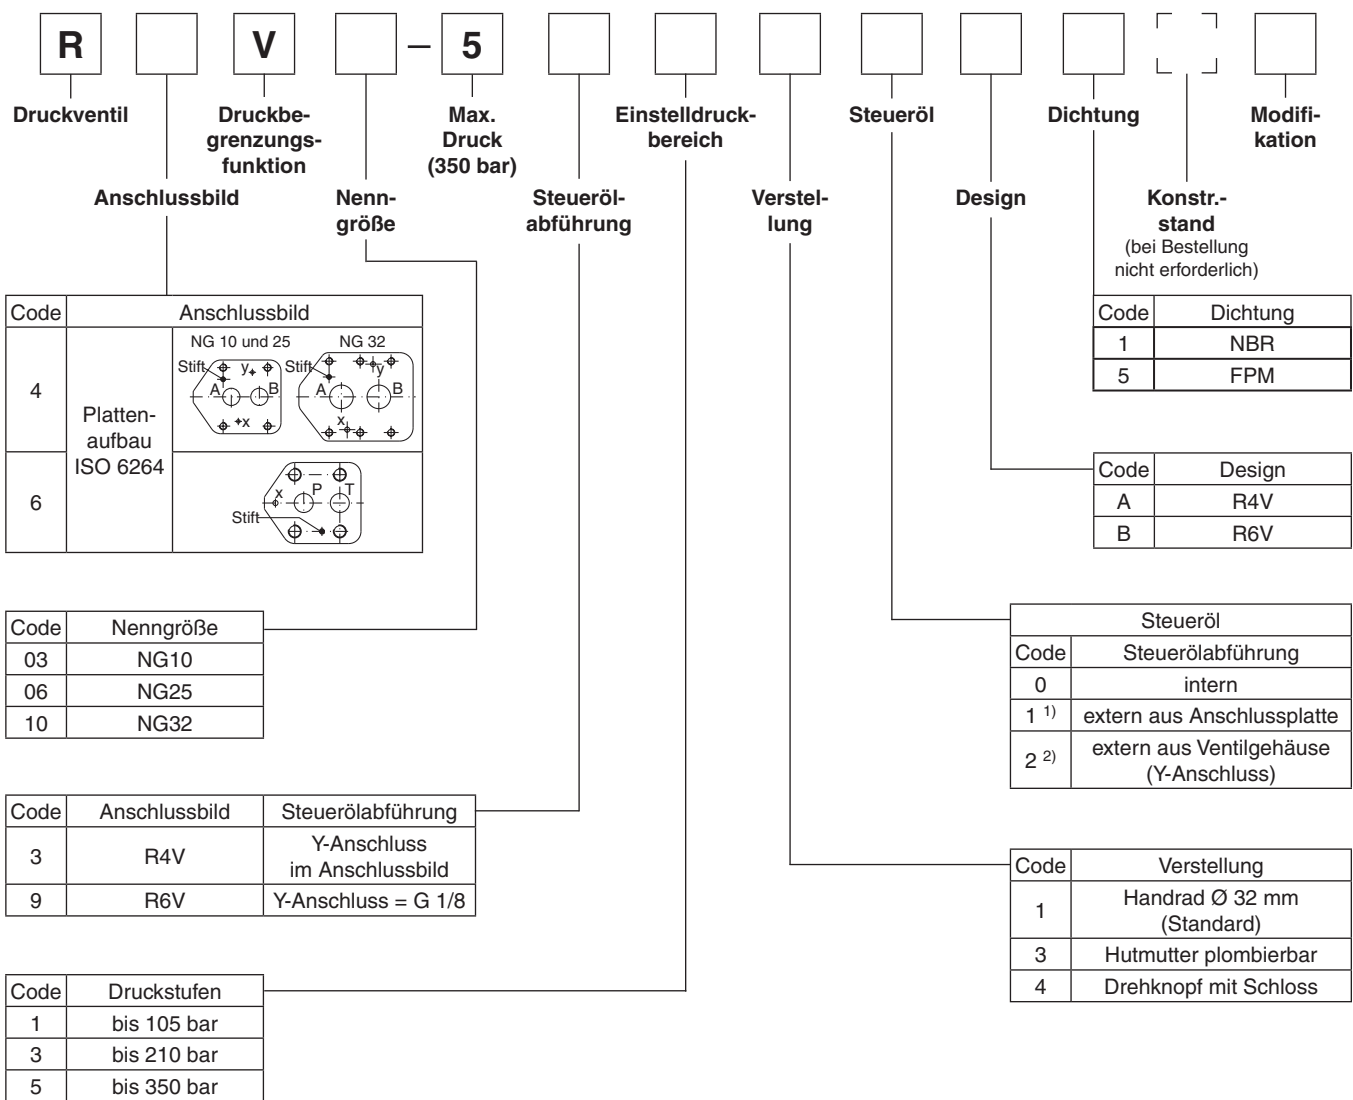 R V – 5
Druckventil
Druckbe-
grenzungs-
funktion
Max.
Druck
(350 bar)
Einstelldruck-
bereich
Steueröl
Dichtung
Modifi-
kation
Anschlussbild
Nenn-
größe
Steueröl-
abführung
Verstel-
lung
Design
Konstr.-
stand
(bei Bestellung
nicht erforderlich)
Code Anschlussbild
4
Platten-
aufbau
ISO 6264
NG 10 und 25 NG 32
Stift y A B x
Stift y A B x
6
x P T
Stift
Code Dichtung
1 NBR
5 FPM
Code Design
A R4V
B R6V
Code Nenngröße
03 NG10
06 NG25
10 NG32
Steueröl
Code Steuerölabführung
0 intern
1 1) extern aus Anschlussplatte
2 2) extern aus Ventilgehäuse
(Y-Anschluss)
Code Anschlussbild Steuerölabführung
3 R4V Y-Anschluss
im Anschlussbild
9 R6V Y-Anschluss = G 1/8
Code Verstellung
1 Handrad Ø 32 mm
(Standard)
3 Hutmutter plombierbar
4 Drehknopf mit Schloss
Code Druckstufen
1 bis 105 bar
3 bis 210 bar
5 bis 350 bar